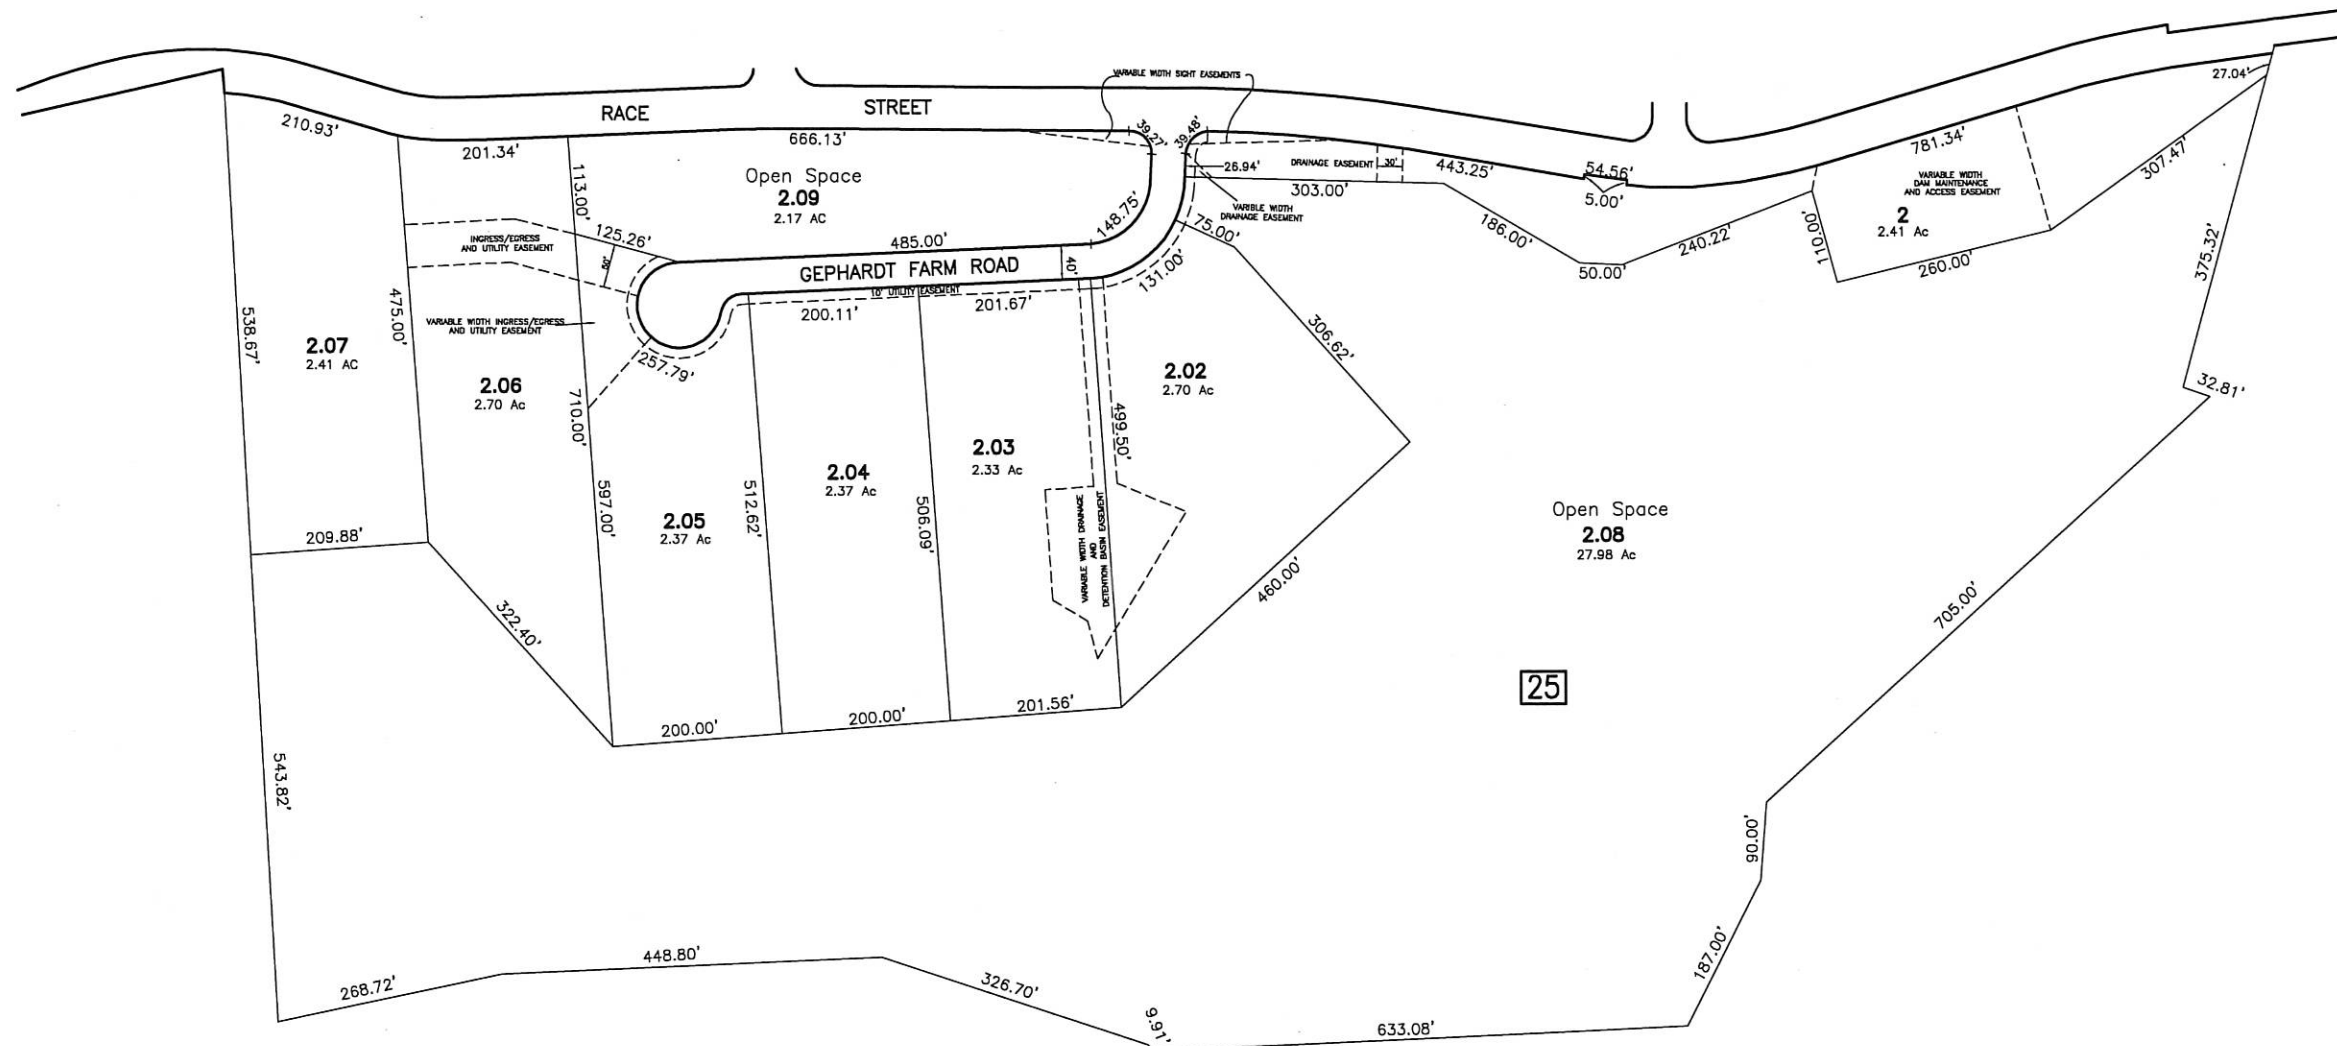 VARIABLE WIDTH SIGHT EASEMENTS
27.04'
RACE STREET
210.93'
201.34'
666.13'
39.27'
39.48'
26.94'
DRAINAGE EASEMENT
30'
443.25'
54.56'
5.00'
781.34'
307.47'
303.00'
VARIBLE WIDTH
DRAINAGE EASEMENT
VARIABLE WIDTH
DAM MAINTENANCE
AND ACCESS EASEMENT
2
2.41 Ac
113.00'
Open Space
2.09
2.17 AC
148.75'
75.00'
186.00'
50.00'
240.22'
110.00'
260.00'
375.32'
32.81'
INGRESS/EGRESS
AND UTILITY EASEMENT
125.26'
60'
485.00'
GEPHARDT FARM ROAD
40'
131.00'
10' UTILITY EASEMENT
200.11'
201.67'
538.67'
475.00'
VARIABLE WIDTH INGRESS/EGRESS
AND UTILITY EASEMENT
257.79'
306.62'
2.07
2.41 AC
2.06
2.70 Ac
710.00'
2.02
2.70 Ac
499.50'
2.03
2.33 Ac
2.04
2.37 Ac
2.05
2.37 Ac
597.00'
512.62'
506.09'
VARIABLE WIDTH DRAINAGE
AND
DETENTION BASIN EASEMENT
460.00'
Open Space
2.08
27.98 Ac
705.00'
209.88'
322.40'
200.00'
200.00'
201.56'
25
543.82'
90.00'
187.00'
268.72'
448.80'
326.70'
9.91'
633.08'